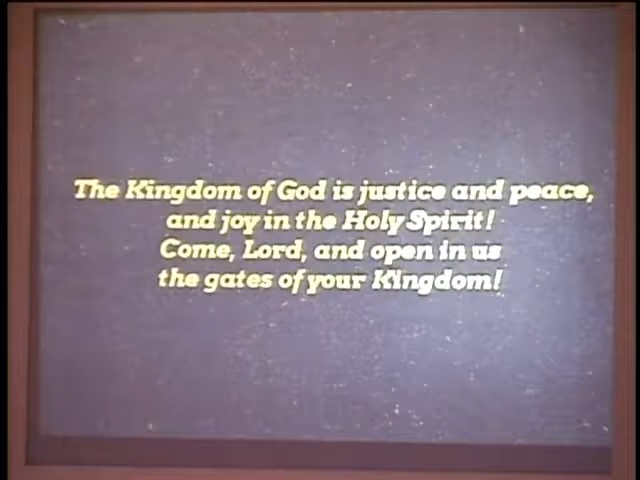 The Kingdom of God is justice and peace,
and joy in the Holy Spirit!
Come, Lord, and open in us
the gates of your Kingdom!